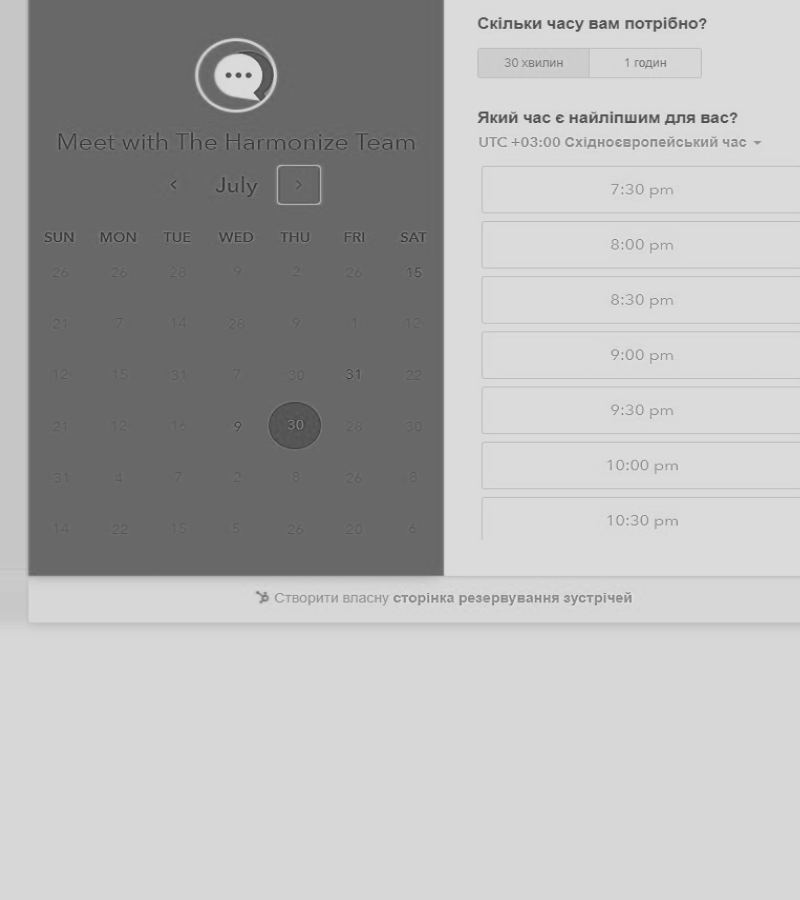 Meet with The Harmonize Team
July
SUN MON TUE WED THU FRI SAT
26 26 28 9 2 26 15
21 7 14 28 9 1 12
12 15 31 7 30 31 22
21 12 16 9 30 28 30
31 4 7 2 8 26 8
14 22 15 5 26 20 6
Скільки часу вам потрібно?
30 хвилин 1 годин
Який час є найліпшим для вас?
UTC +03:00 Східноєвропейський час
7:30 pm
8:00 pm
8:30 pm
9:00 pm
9:30 pm
10:00 pm
10:30 pm
Створити власну сторінка резервування зустрічей